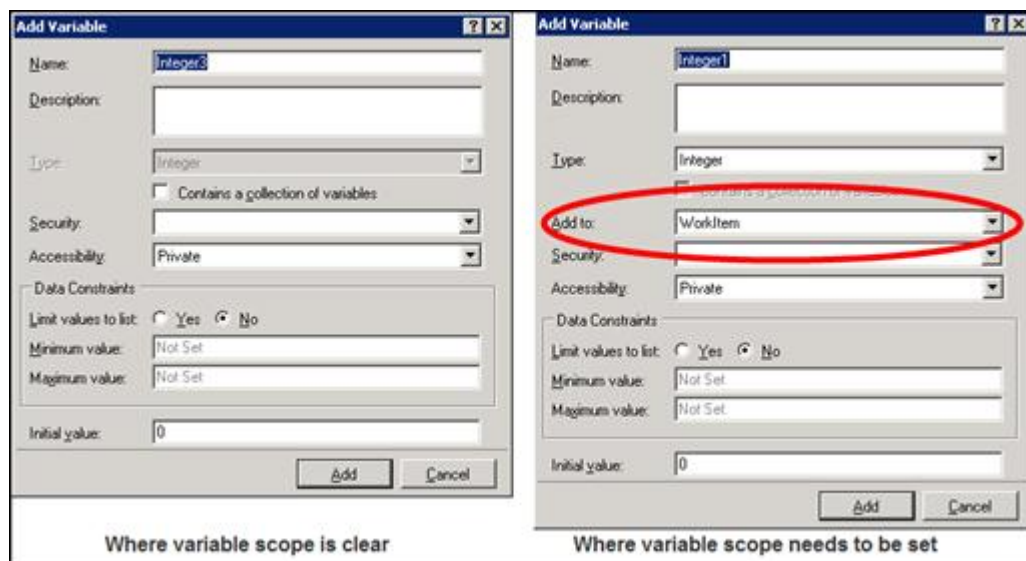 Add Variable
Name:
Integer3
Description:
Type:
Integer
Contains a collection of variables
Security:
Accessibility:
Private
Data Constraints
Limit values to list:
Yes
No
Minimum value:
Not Set
Maximum value:
Not Set
Initial value:
0
Add
Cancel
Where variable scope is clear
Add Variable
Name:
Integer1
Description:
Type:
Integer
Contains a collection of variables
Add to:
WorkItem
Security:
Accessibility:
Private
Data Constraints
Limit values to list:
Yes
No
Minimum value:
Not Set
Maximum value:
Not Set
Initial value:
0
Add
Cancel
Where variable scope needs to be set